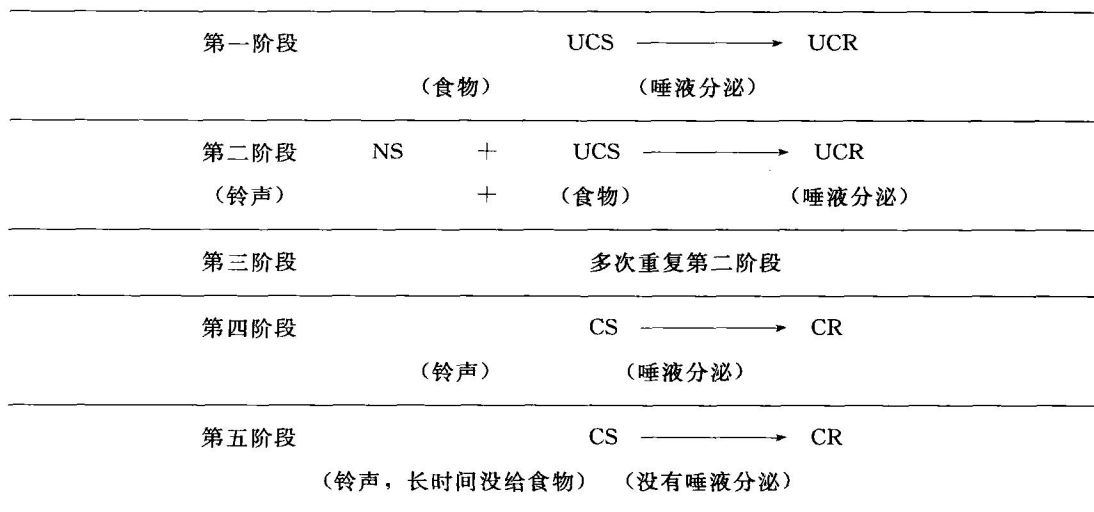 第一阶段 UCS ⟶ UCR
（食物） （唾液分泌）
第二阶段 NS + UCS ⟶ UCR
（铃声） + （食物） （唾液分泌）
第三阶段 多次重复第二阶段
第四阶段 CS ⟶ CR
（铃声） （唾液分泌）
第五阶段 CS ⟶ CR
（铃声，长时间没给食物） （没有唾液分泌）